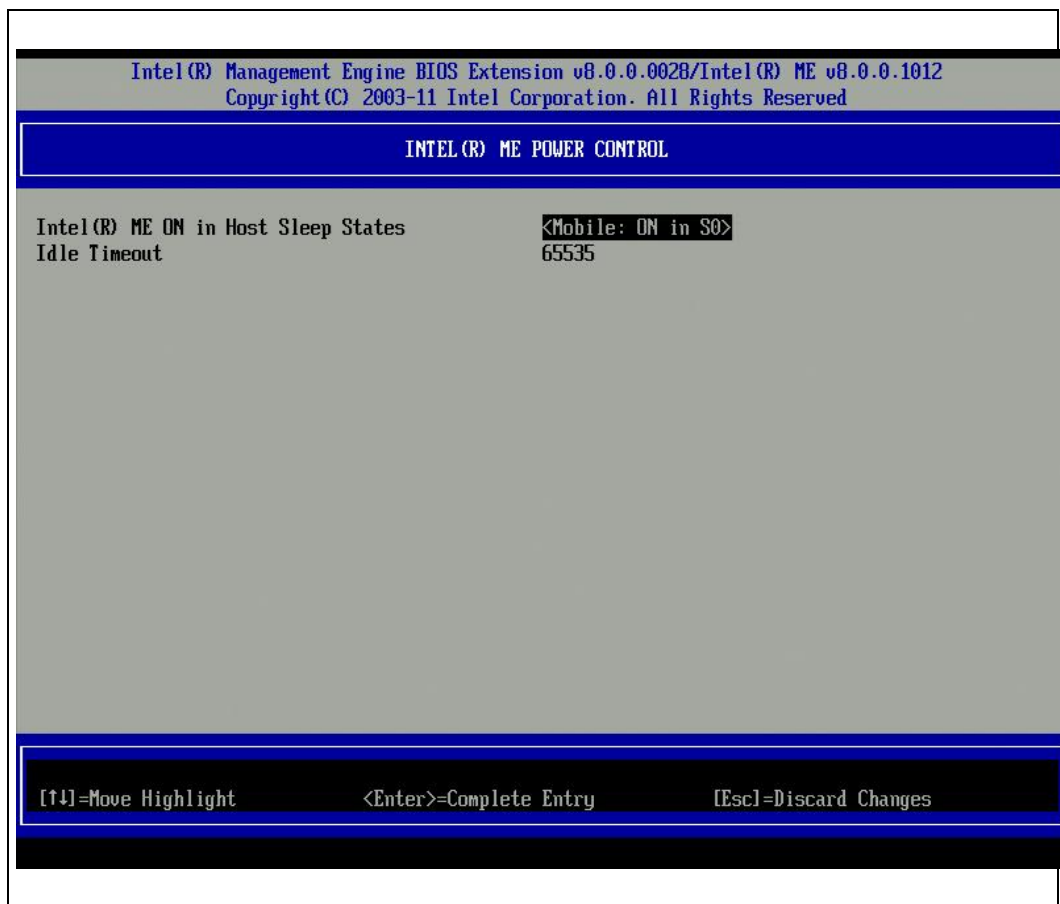 Intel(R) Management Engine BIOS Extension v8.0.0.0028/Intel(R) ME v8.0.0.1012
Copyright(C) 2003-11 Intel Corporation. All Rights Reserved
INTEL(R) ME POWER CONTROL
Intel(R) ME ON in Host Sleep States <Mobile: ON in S0>
Idle Timeout 65535
[↑↓]=Move Highlight <Enter>=Complete Entry [Esc]=Discard Changes